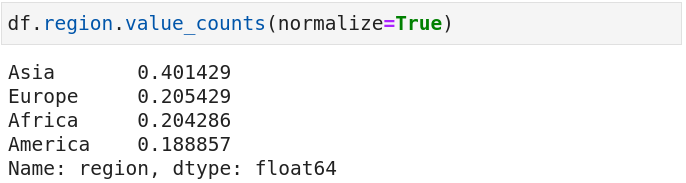 df.region.value_counts(normalize=True)
Asia       0.401429
Europe     0.205429
Africa     0.204286
America    0.188857
Name: region, dtype: float64